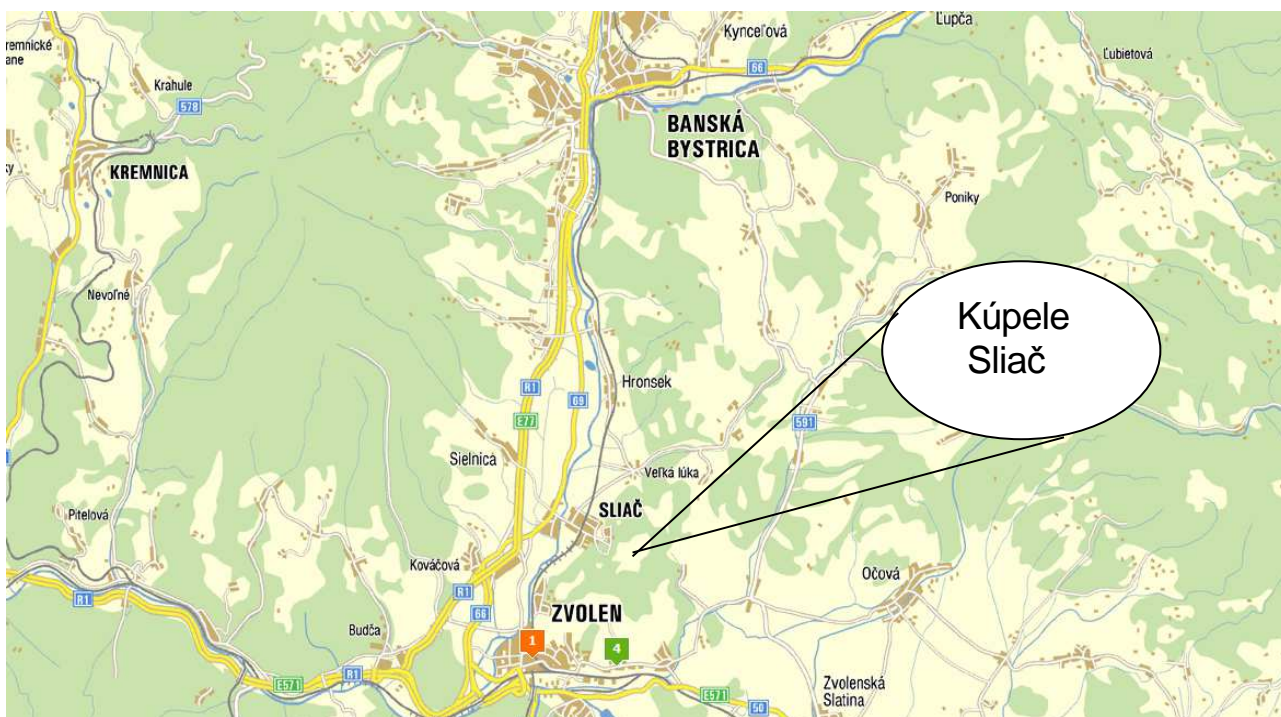 Kynceľová
Ľupča
Ľubietová
66
Krahule
578
BANSKÁ
BYSTRICA
KREMNICA
Poniky
Nevoľné
Kúpele
Sliač
Hronsek
R1
69
E77
591
Sielnica
Veľká lúka
SLIAČ
Pitelová
Kováčová
Očová
R1
R1
66
ZVOLEN
Budča
1
4
R1
E571
E571
50
Zvolenská
Slatina